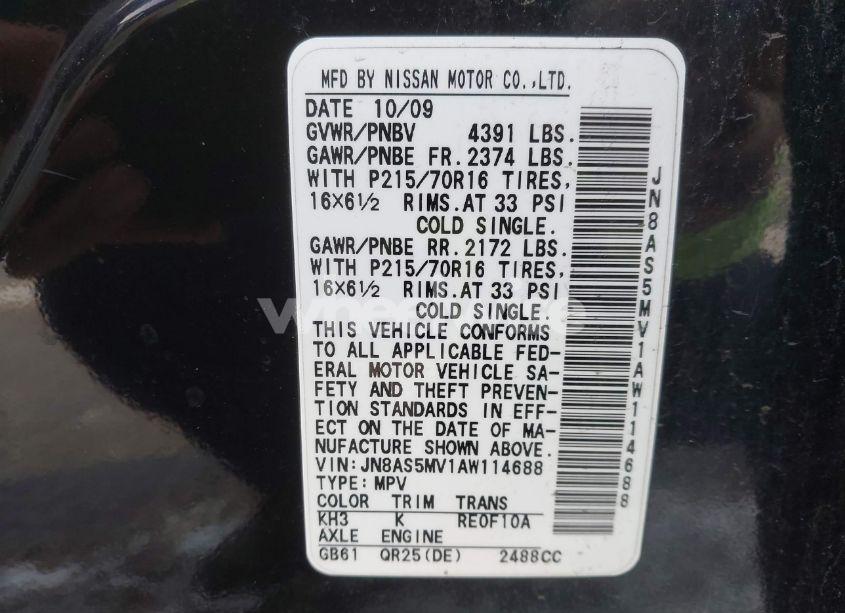 MFD BY NISSAN MOTOR CO.,LTD.
DATE 10/09
GVWR/PNBV 4391 LBS.
GAWR/PNBE FR. 2374 LBS.
WITH P215/70R16 TIRES,
16×6½ RIMS. AT 33 PSI
COLD SINGLE.
GAWR/PNBE RR. 2172 LBS.
WITH P215/70R16 TIRES,
16×6½ RIMS. AT 33 PSI
COLD SINGLE.
THIS VEHICLE CONFORMS
TO ALL APPLICABLE FED-
ERAL MOTOR VEHICLE SA-
FETY AND THEFT PREVEN-
TION STANDARDS IN EFF-
ECT ON THE DATE OF MA-
NUFACTURE SHOWN ABOVE.
VIN:JN8AS5MV1AW114688
TYPE:MPV
COLOR TRIM TRANS
KH3 K RE0F10A
AXLE ENGINE
GB61 QR25(DE) 2488CC
JN8AS5MV1AW114688